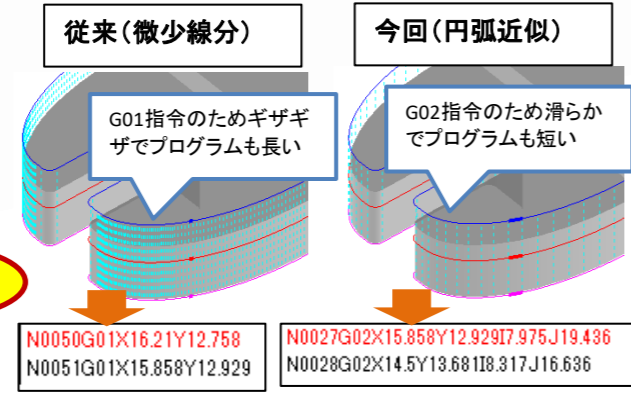 従来(微少線分)
今回(円弧近似)
G01指令のためギザギ
ザでプログラムも長い
G02指令のため滑らか
でプログラムも短い
N0050G01X16.21Y12.758
N0051G01X15.858Y12.929
N0027G02X15.858Y12.929I7.975J19.436
N0028G02X14.5Y13.681I8.317J16.636